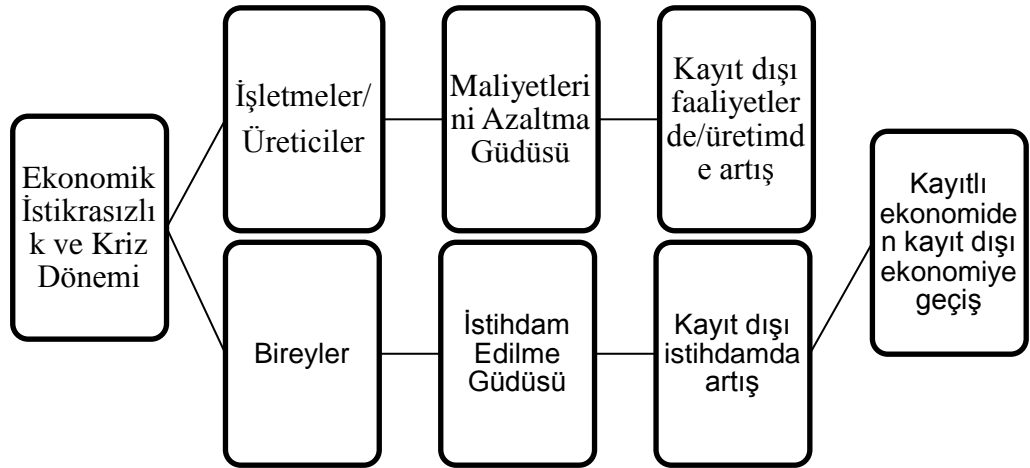 Ekonomik
İstikrasızlı
k ve Kriz
Dönemi
İşletmeler/
Üreticiler
Maliyetleri
ni Azaltma
Güdüsü
Kayıt dışı
faaliyetler
de/üretimd
e artış
Bireyler
İstihdam
Edilme
Güdüsü
Kayıt dışı
istihdamda
artış
Kayıtlı
ekonomide
n kayıt dışı
ekonomiye
geçiş